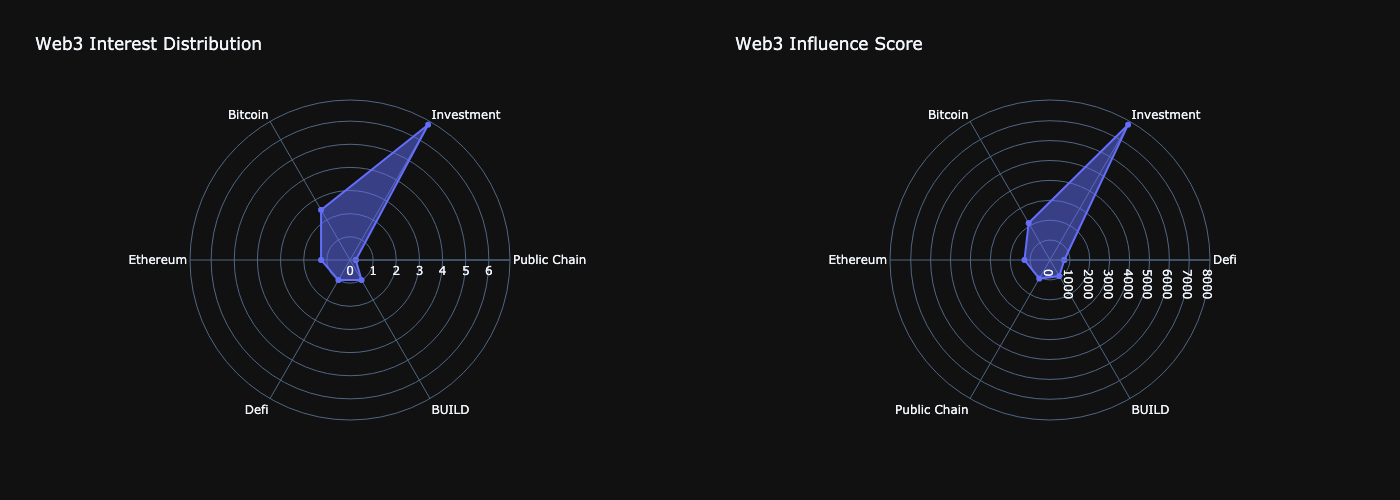 Web3 Interest Distribution
Bitcoin
Investment
Ethereum
0 1 2 3 4 5 6
Public Chain
Defi
BUILD
Web3 Influence Score
Bitcoin
Investment
Ethereum
0 1000 2000 3000 4000 5000 6000 7000 8000
Defi
Public Chain
BUILD